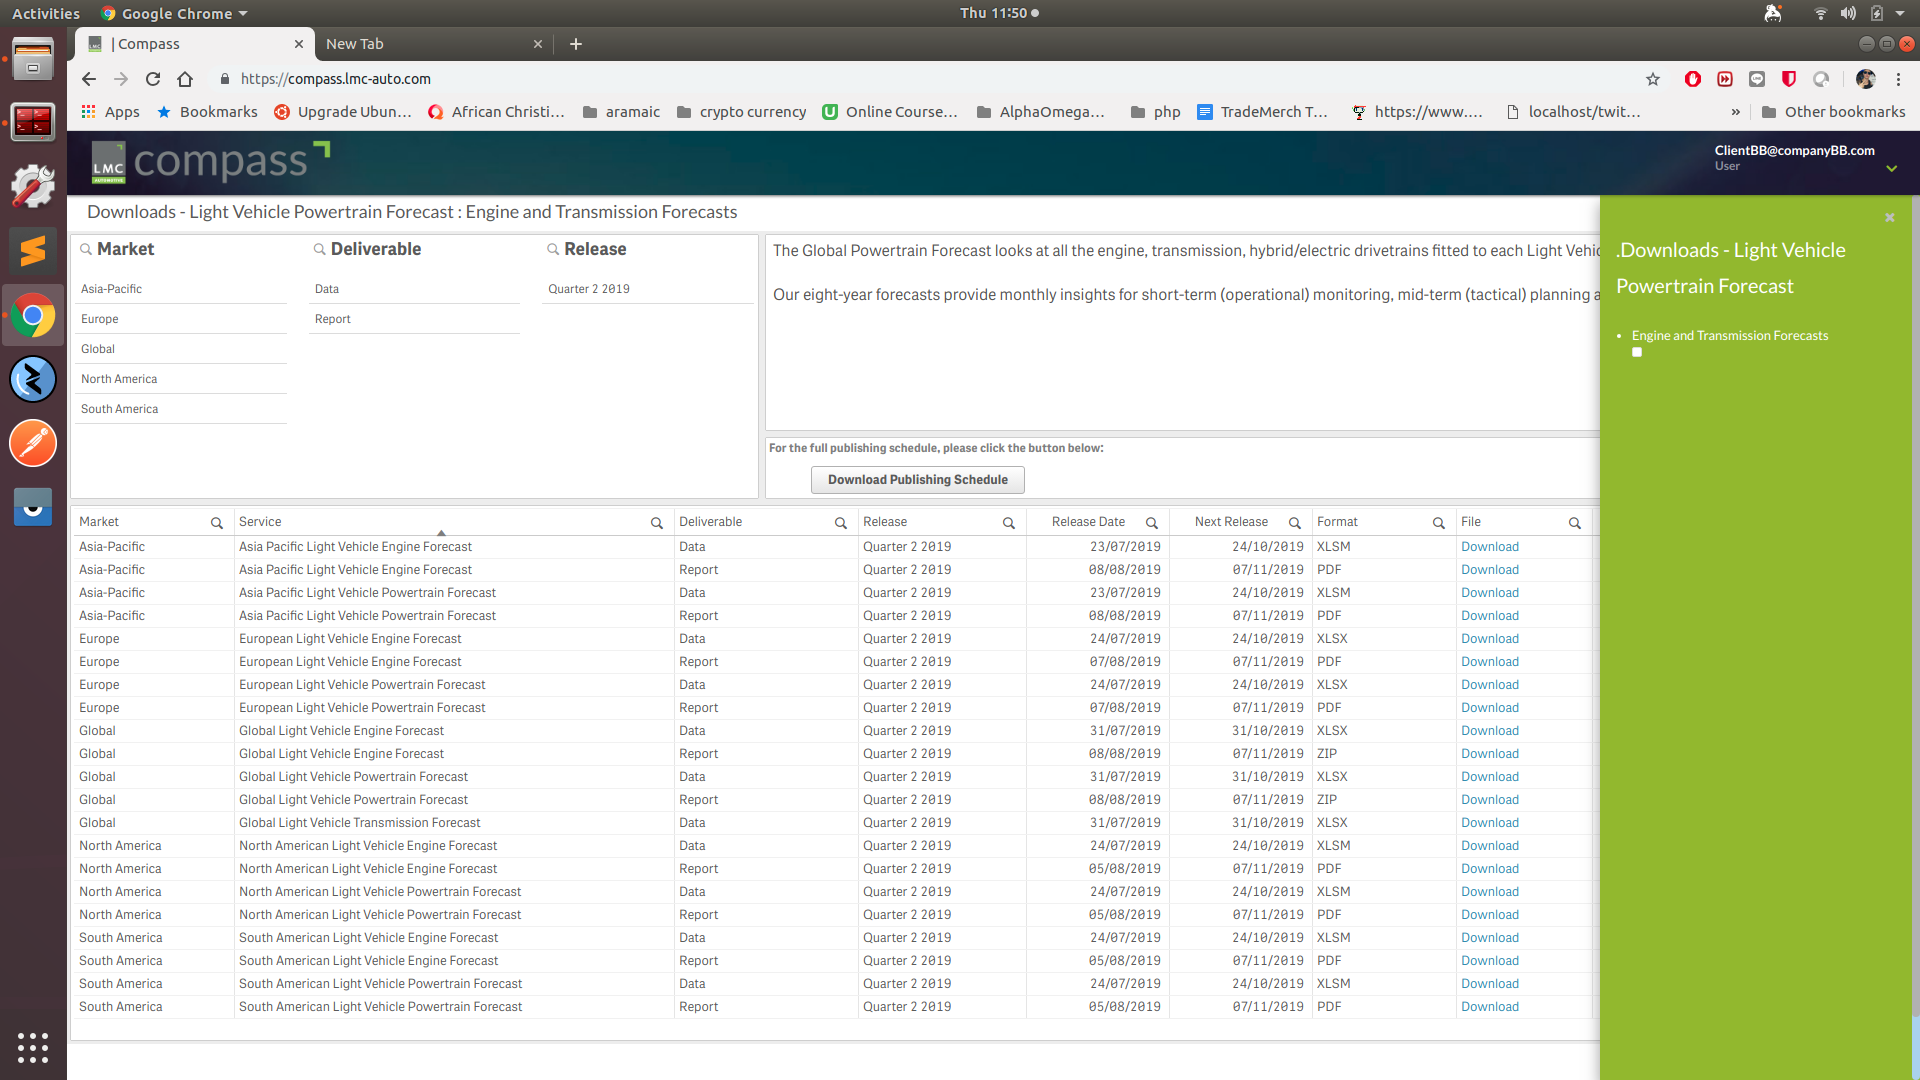 Activities Google Chrome Thu 11:50
| Compass New Tab
https://compass.lmc-auto.com
Apps Bookmarks Upgrade Ubun... African Christi... aramaic crypto currency Online Course... AlphaOmega... php TradeMerch T... https://www.... localhost/twit... » Other bookmarks
LMC AUTOMOTIVE compass
ClientBB@companyBB.com
User
Downloads - Light Vehicle Powertrain Forecast : Engine and Transmission Forecasts
Market Deliverable Release
Asia-Pacific Data Quarter 2 2019
Europe Report
Global
North America
South America
The Global Powertrain Forecast looks at all the engine, transmission, hybrid/electric drivetrains fitted to each Light Vehic
Our eight-year forecasts provide monthly insights for short-term (operational) monitoring, mid-term (tactical) planning a
For the full publishing schedule, please click the button below:
Download Publishing Schedule
.Downloads - Light Vehicle
Powertrain Forecast
• Engine and Transmission Forecasts
Market Service Deliverable Release Release Date Next Release Format File
Asia-Pacific Asia Pacific Light Vehicle Engine Forecast Data Quarter 2 2019 23/07/2019 24/10/2019 XLSM Download
Asia-Pacific Asia Pacific Light Vehicle Engine Forecast Report Quarter 2 2019 08/08/2019 07/11/2019 PDF Download
Asia-Pacific Asia Pacific Light Vehicle Powertrain Forecast Data Quarter 2 2019 23/07/2019 24/10/2019 XLSM Download
Asia-Pacific Asia Pacific Light Vehicle Powertrain Forecast Report Quarter 2 2019 08/08/2019 07/11/2019 PDF Download
Europe European Light Vehicle Engine Forecast Data Quarter 2 2019 24/07/2019 24/10/2019 XLSX Download
Europe European Light Vehicle Engine Forecast Report Quarter 2 2019 07/08/2019 07/11/2019 PDF Download
Europe European Light Vehicle Powertrain Forecast Data Quarter 2 2019 24/07/2019 24/10/2019 XLSX Download
Europe European Light Vehicle Powertrain Forecast Report Quarter 2 2019 07/08/2019 07/11/2019 PDF Download
Global Global Light Vehicle Engine Forecast Data Quarter 2 2019 31/07/2019 31/10/2019 XLSX Download
Global Global Light Vehicle Engine Forecast Report Quarter 2 2019 08/08/2019 07/11/2019 ZIP Download
Global Global Light Vehicle Powertrain Forecast Data Quarter 2 2019 31/07/2019 31/10/2019 XLSX Download
Global Global Light Vehicle Powertrain Forecast Report Quarter 2 2019 08/08/2019 07/11/2019 ZIP Download
Global Global Light Vehicle Transmission Forecast Data Quarter 2 2019 31/07/2019 31/10/2019 XLSX Download
North America North American Light Vehicle Engine Forecast Data Quarter 2 2019 24/07/2019 24/10/2019 XLSM Download
North America North American Light Vehicle Engine Forecast Report Quarter 2 2019 05/08/2019 07/11/2019 PDF Download
North America North American Light Vehicle Powertrain Forecast Data Quarter 2 2019 24/07/2019 24/10/2019 XLSM Download
North America North American Light Vehicle Powertrain Forecast Report Quarter 2 2019 05/08/2019 07/11/2019 PDF Download
South America South American Light Vehicle Engine Forecast Data Quarter 2 2019 24/07/2019 24/10/2019 XLSM Download
South America South American Light Vehicle Engine Forecast Report Quarter 2 2019 05/08/2019 07/11/2019 PDF Download
South America South American Light Vehicle Powertrain Forecast Data Quarter 2 2019 24/07/2019 24/10/2019 XLSM Download
South America South American Light Vehicle Powertrain Forecast Report Quarter 2 2019 05/08/2019 07/11/2019 PDF Download